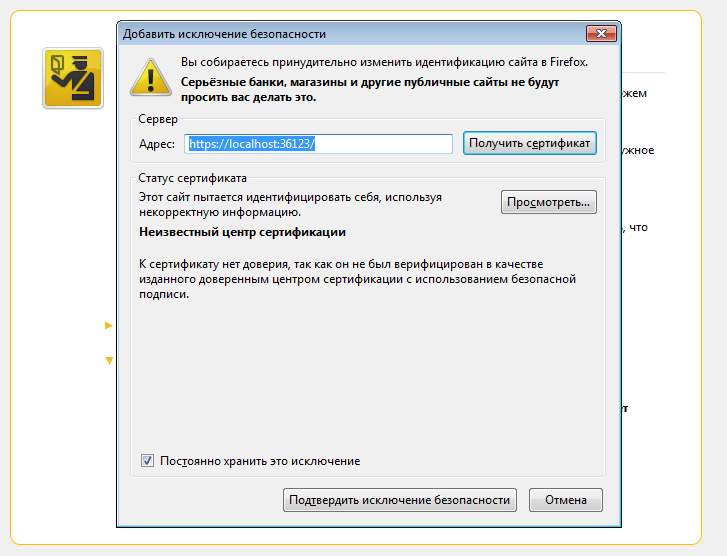 Добавить исключение безопасности
Вы собираетесь принудительно изменить идентификацию сайта в Firefox.
Серьёзные банки, магазины и другие публичные сайты не будут
просить вас делать это.
Сервер
Адрес: https://localhost:36123/ Получить сертификат
Статус сертификата
Этот сайт пытается идентифицировать себя, используя
некорректную информацию.
Просмотреть...
Неизвестный центр сертификации
К сертификату нет доверия, так как он не был верифицирован в качестве
изданного доверенным центром сертификации с использованием безопасной
подписи.
Постоянно хранить это исключение
Подтвердить исключение безопасности Отмена
жем
ужное
, что